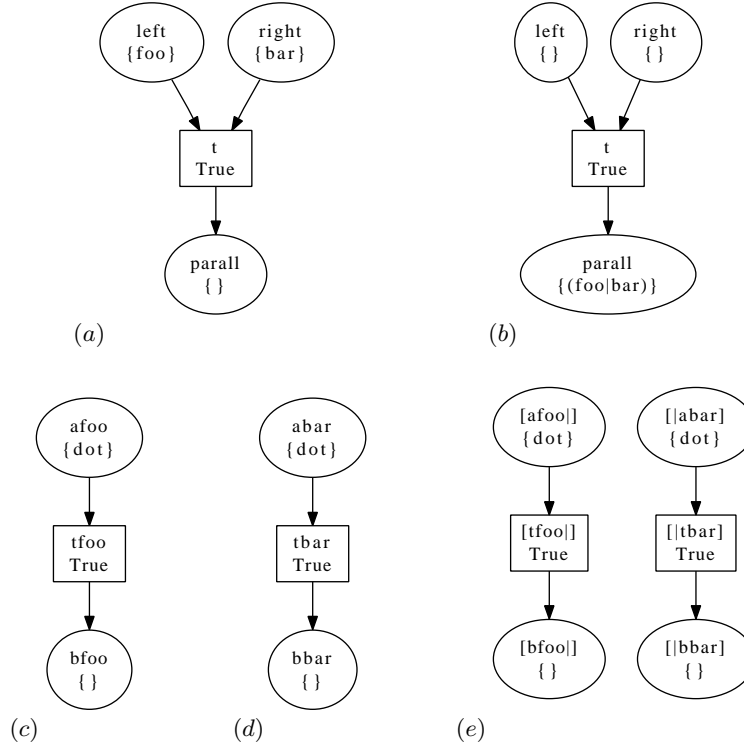 left
{foo}
right
{bar}
t
True
parall
{}
(a)
left
{}
right
{}
t
True
parall
{(foo|bar)}
(b)
afoo
{dot}
tfoo
True
bfoo
{}
(c)
abar
{dot}
tbar
True
bbar
{}
(d)
[afoo|]
{dot}
[|abar]
{dot}
[tfoo|]
True
[|tbar]
True
[bfoo|]
{}
[|bbar]
{}
(e)